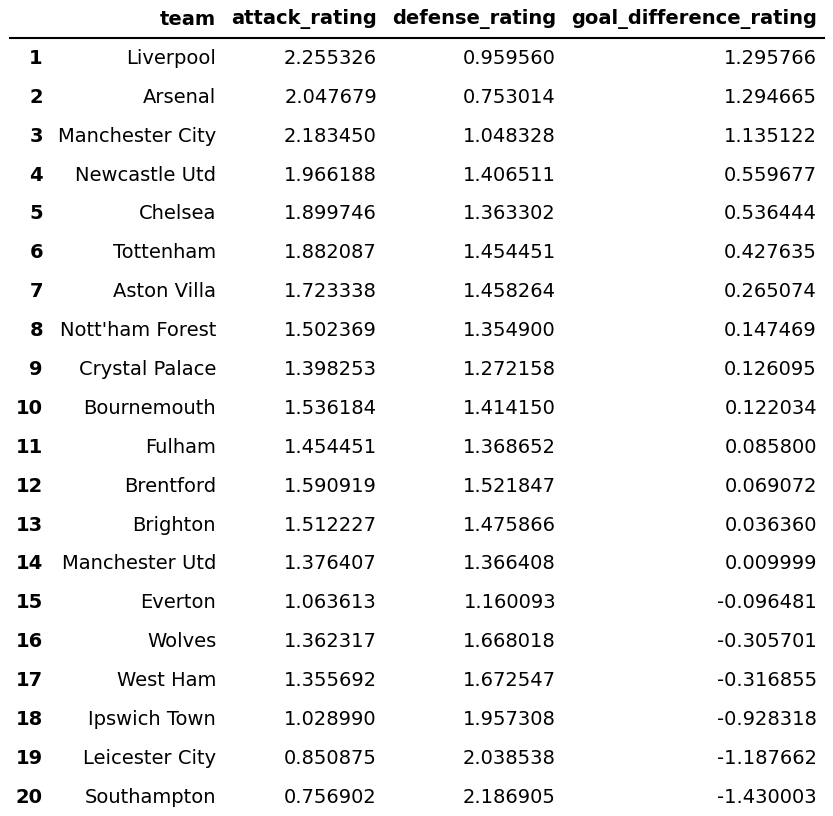 team attack_rating defense_rating goal_difference_rating
1 Liverpool 2.255326 0.959560 1.295766
2 Arsenal 2.047679 0.753014 1.294665
3 Manchester City 2.183450 1.048328 1.135122
4 Newcastle Utd 1.966188 1.406511 0.559677
5 Chelsea 1.899746 1.363302 0.536444
6 Tottenham 1.882087 1.454451 0.427635
7 Aston Villa 1.723338 1.458264 0.265074
8 Nott'ham Forest 1.502369 1.354900 0.147469
9 Crystal Palace 1.398253 1.272158 0.126095
10 Bournemouth 1.536184 1.414150 0.122034
11 Fulham 1.454451 1.368652 0.085800
12 Brentford 1.590919 1.521847 0.069072
13 Brighton 1.512227 1.475866 0.036360
14 Manchester Utd 1.376407 1.366408 0.009999
15 Everton 1.063613 1.160093 -0.096481
16 Wolves 1.362317 1.668018 -0.305701
17 West Ham 1.355692 1.672547 -0.316855
18 Ipswich Town 1.028990 1.957308 -0.928318
19 Leicester City 0.850875 2.038538 -1.187662
20 Southampton 0.756902 2.186905 -1.430003